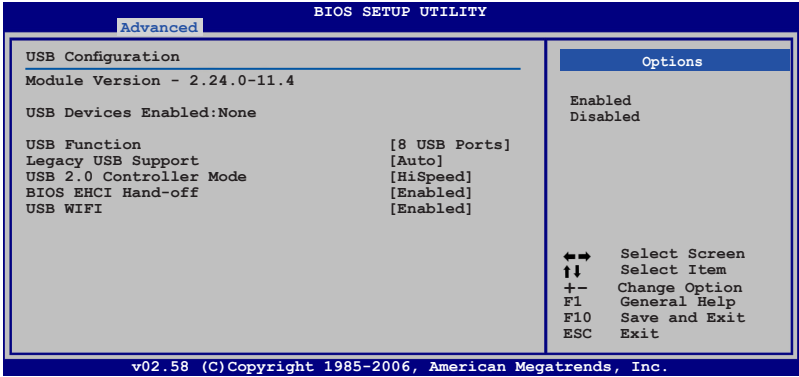 BIOS SETUP UTILITY
Advanced
USB Configuration
Module Version - 2.24.0-11.4
USB Devices Enabled:None
USB Function [8 USB Ports]
Legacy USB Support [Auto]
USB 2.0 Controller Mode [HiSpeed]
BIOS EHCI Hand-off [Enabled]
USB WIFI [Enabled]
Options
Enabled
Disabled
←→ Select Screen
↑↓ Select Item
+- Change Option
F1 General Help
F10 Save and Exit
ESC Exit
v02.58 (C)Copyright 1985-2006, American Megatrends, Inc.